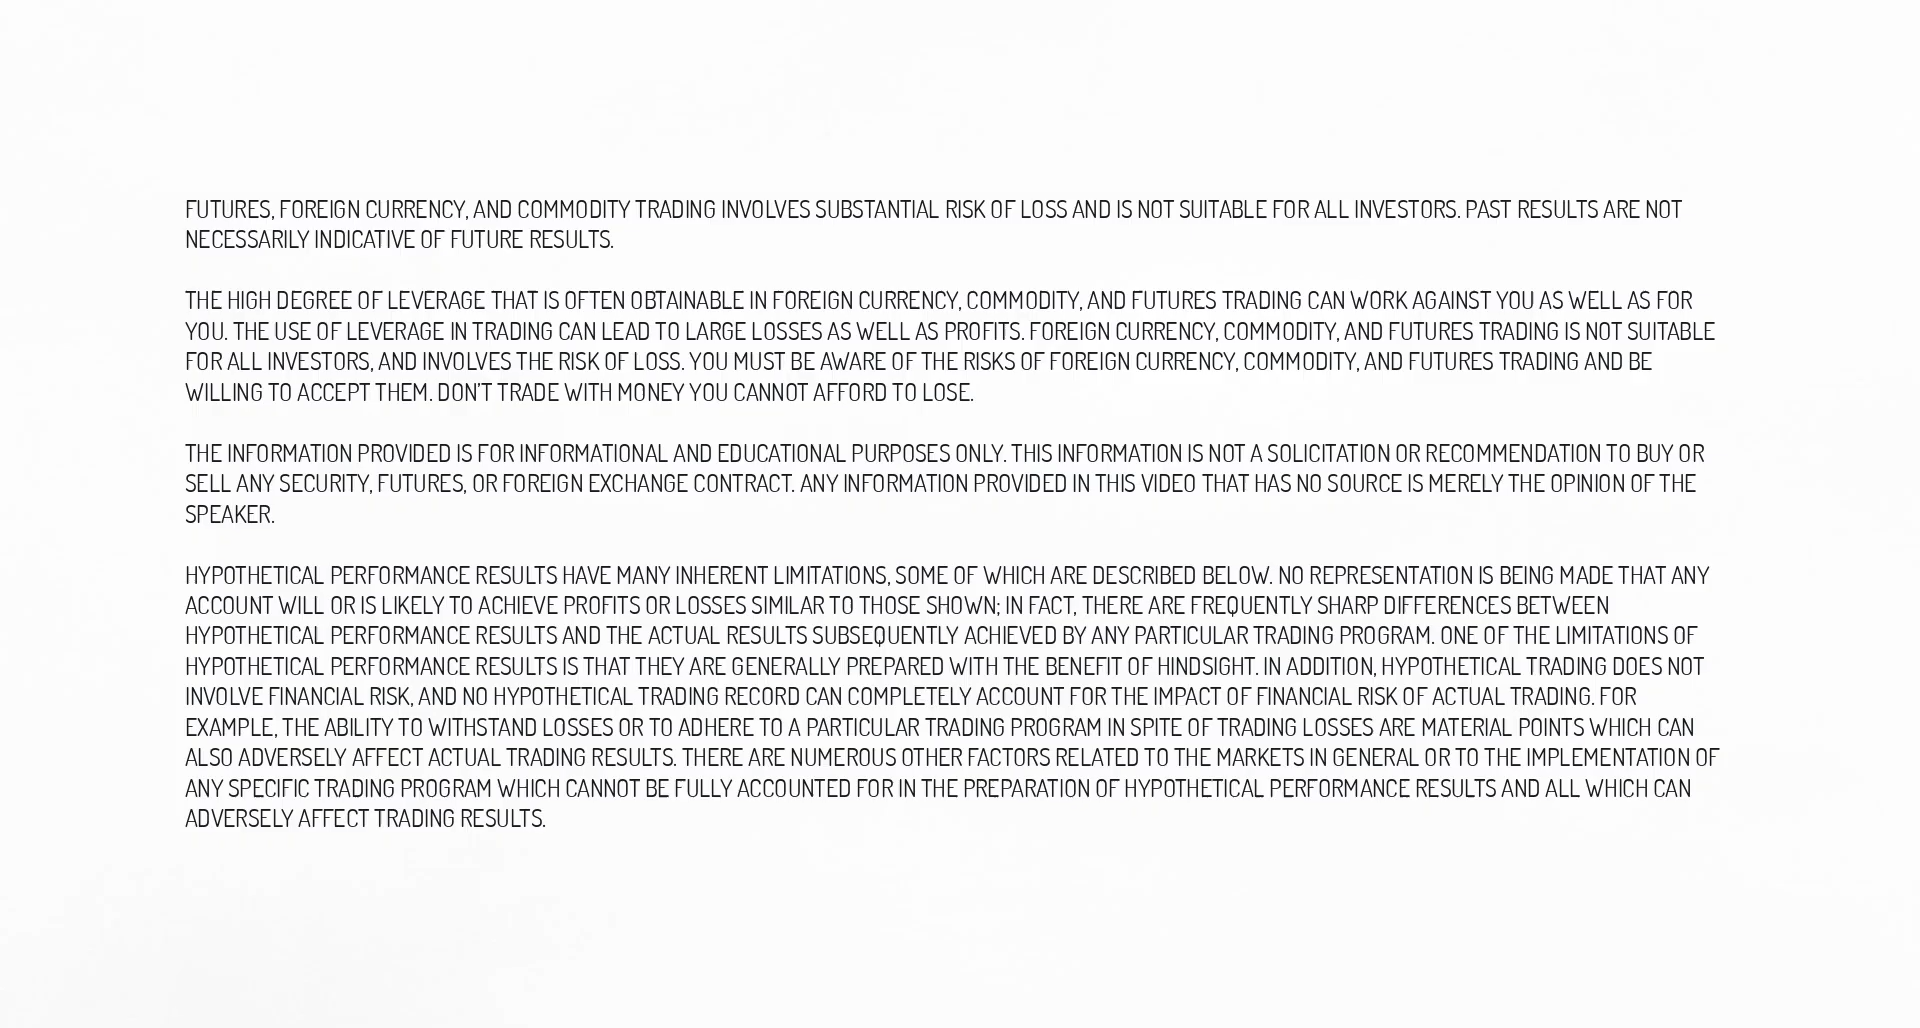 FUTURES, FOREIGN CURRENCY, AND COMMODITY TRADING INVOLVES SUBSTANTIAL RISK OF LOSS AND IS NOT SUITABLE FOR ALL INVESTORS. PAST RESULTS ARE NOT
NECESSARILY INDICATIVE OF FUTURE RESULTS.
THE HIGH DEGREE OF LEVERAGE THAT IS OFTEN OBTAINABLE IN FOREIGN CURRENCY, COMMODITY, AND FUTURES TRADING CAN WORK AGAINST YOU AS WELL AS FOR
YOU. THE USE OF LEVERAGE IN TRADING CAN LEAD TO LARGE LOSSES AS WELL AS PROFITS. FOREIGN CURRENCY, COMMODITY, AND FUTURES TRADING IS NOT SUITABLE
FOR ALL INVESTORS, AND INVOLVES THE RISK OF LOSS. YOU MUST BE AWARE OF THE RISKS OF FOREIGN CURRENCY, COMMODITY, AND FUTURES TRADING AND BE
WILLING TO ACCEPT THEM. DON'T TRADE WITH MONEY YOU CANNOT AFFORD TO LOSE.
THE INFORMATION PROVIDED IS FOR INFORMATIONAL AND EDUCATIONAL PURPOSES ONLY. THIS INFORMATION IS NOT A SOLICITATION OR RECOMMENDATION TO BUY OR
SELL ANY SECURITY, FUTURES, OR FOREIGN EXCHANGE CONTRACT. ANY INFORMATION PROVIDED IN THIS VIDEO THAT HAS NO SOURCE IS MERELY THE OPINION OF THE
SPEAKER.
HYPOTHETICAL PERFORMANCE RESULTS HAVE MANY INHERENT LIMITATIONS, SOME OF WHICH ARE DESCRIBED BELOW. NO REPRESENTATION IS BEING MADE THAT ANY
ACCOUNT WILL OR IS LIKELY TO ACHIEVE PROFITS OR LOSSES SIMILAR TO THOSE SHOWN; IN FACT, THERE ARE FREQUENTLY SHARP DIFFERENCES BETWEEN
HYPOTHETICAL PERFORMANCE RESULTS AND THE ACTUAL RESULTS SUBSEQUENTLY ACHIEVED BY ANY PARTICULAR TRADING PROGRAM. ONE OF THE LIMITATIONS OF
HYPOTHETICAL PERFORMANCE RESULTS IS THAT THEY ARE GENERALLY PREPARED WITH THE BENEFIT OF HINDSIGHT. IN ADDITION, HYPOTHETICAL TRADING DOES NOT
INVOLVE FINANCIAL RISK, AND NO HYPOTHETICAL TRADING RECORD CAN COMPLETELY ACCOUNT FOR THE IMPACT OF FINANCIAL RISK OF ACTUAL TRADING. FOR
EXAMPLE, THE ABILITY TO WITHSTAND LOSSES OR TO ADHERE TO A PARTICULAR TRADING PROGRAM IN SPITE OF TRADING LOSSES ARE MATERIAL POINTS WHICH CAN
ALSO ADVERSELY AFFECT ACTUAL TRADING RESULTS. THERE ARE NUMEROUS OTHER FACTORS RELATED TO THE MARKETS IN GENERAL OR TO THE IMPLEMENTATION OF
ANY SPECIFIC TRADING PROGRAM WHICH CANNOT BE FULLY ACCOUNTED FOR IN THE PREPARATION OF HYPOTHETICAL PERFORMANCE RESULTS AND ALL WHICH CAN
ADVERSELY AFFECT TRADING RESULTS.